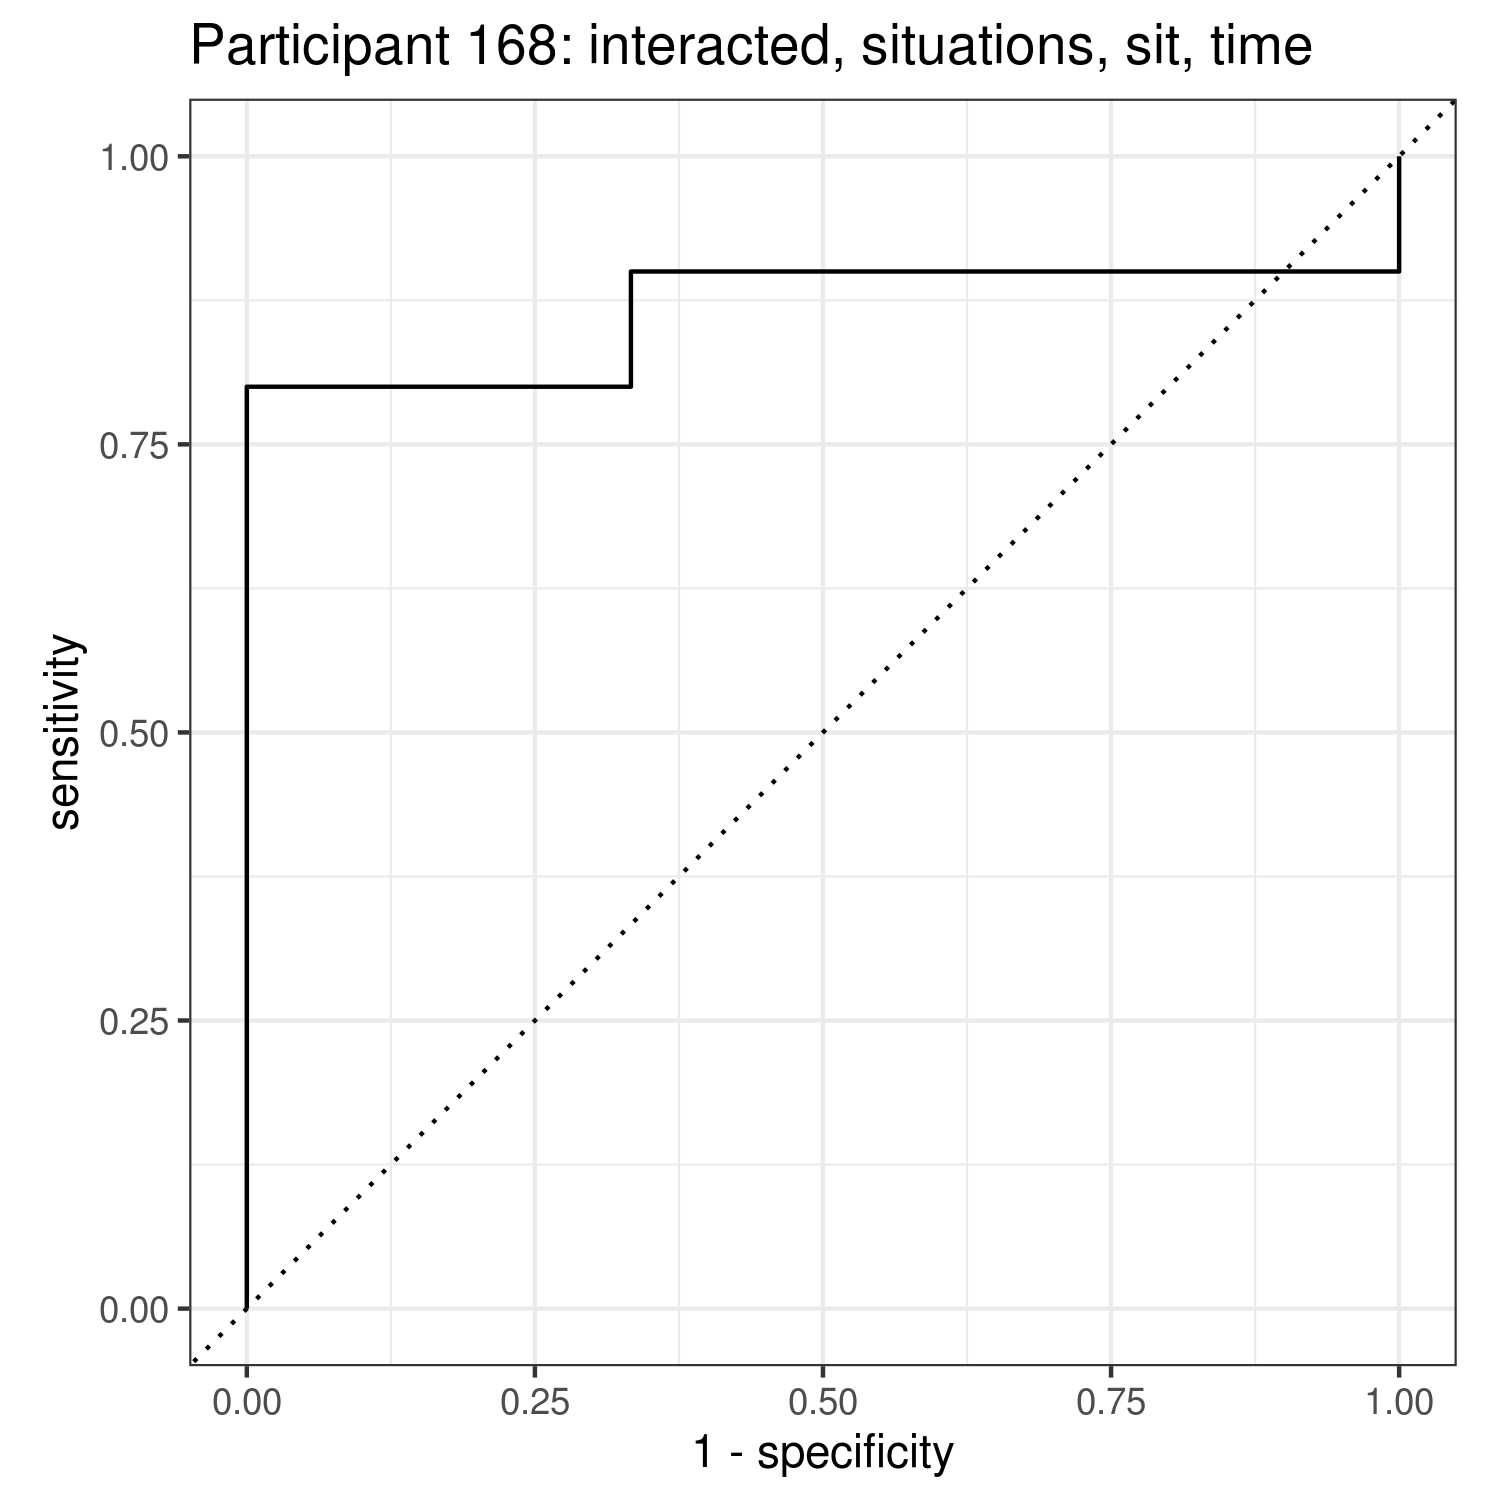 Participant 168: interacted, situations, sit, time
1.00
0.75
0.50
0.25
0.00
sensitivity
0.00 0.25 0.50 0.75 1.00
1 - specificity